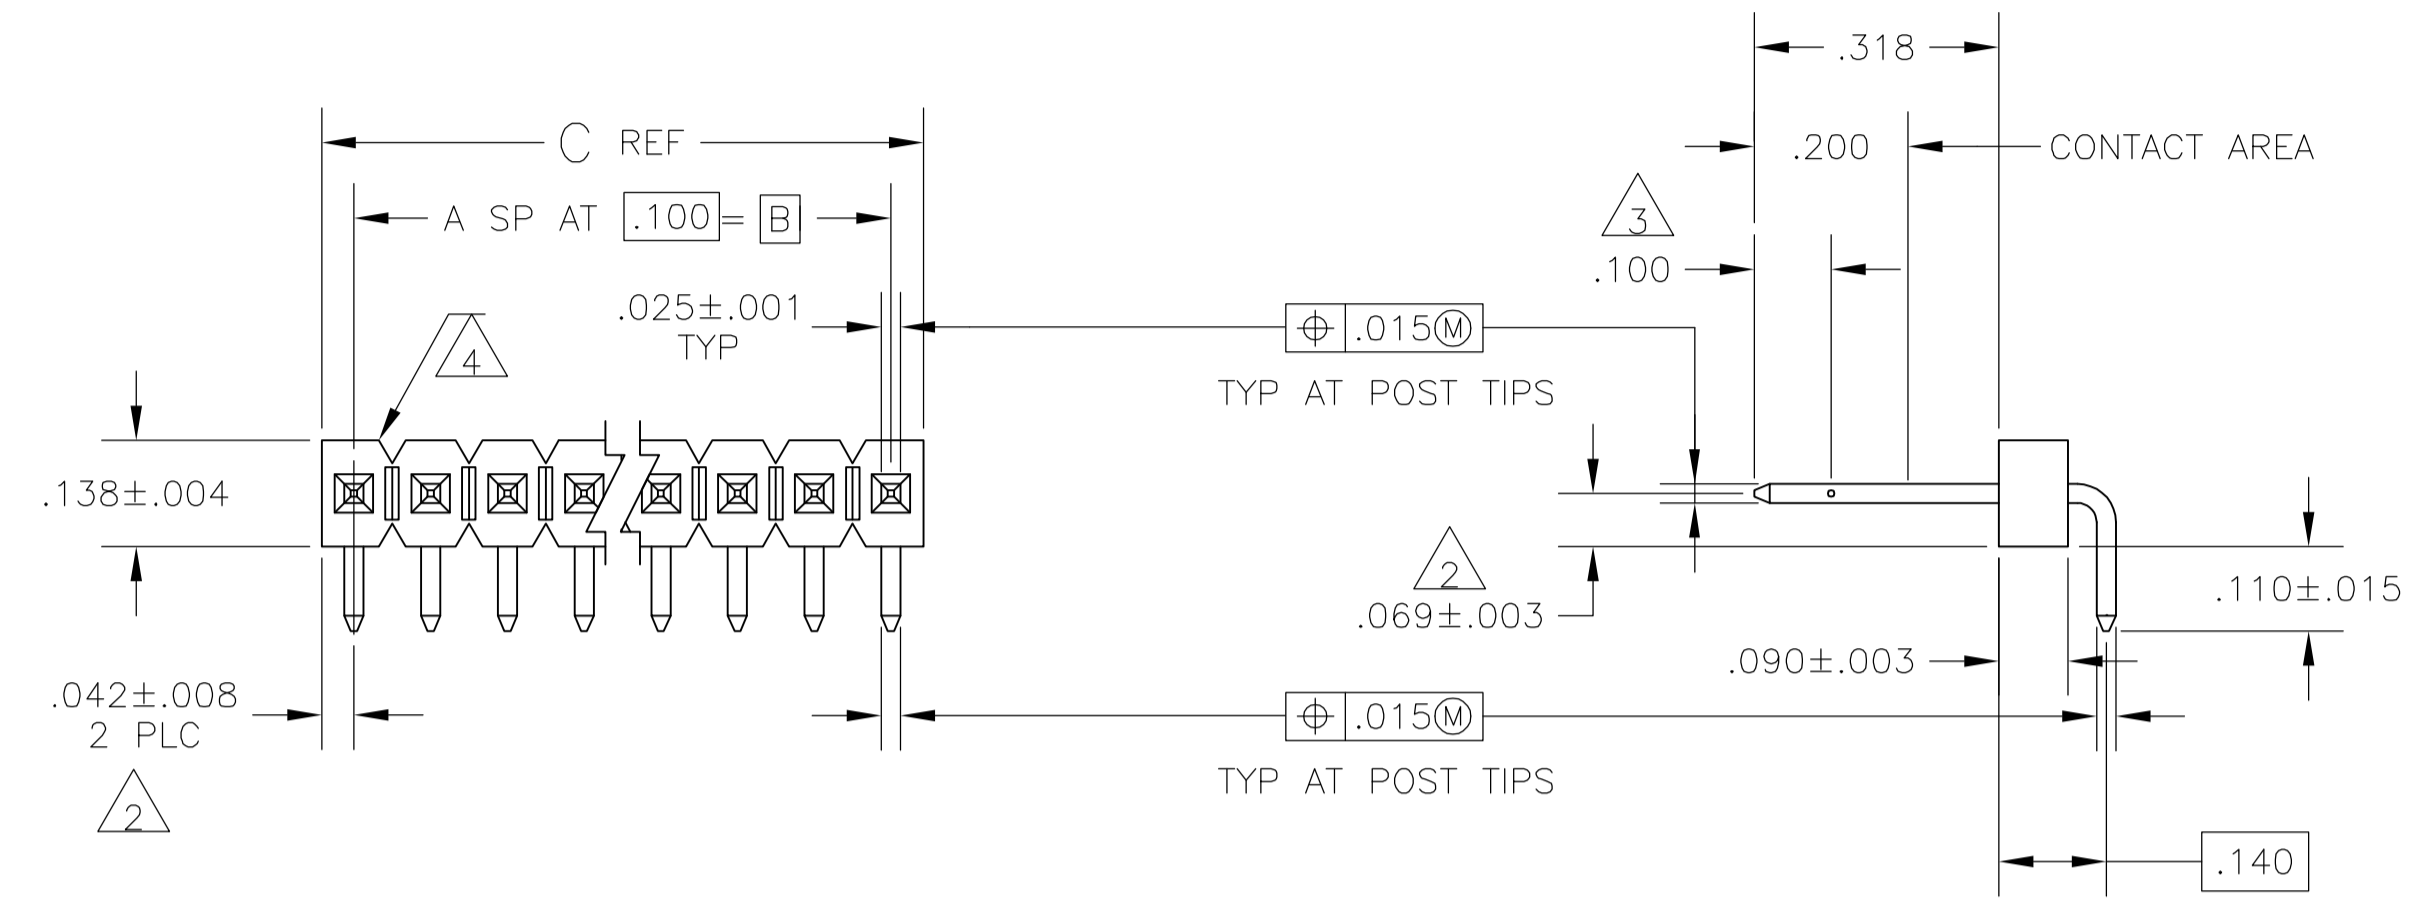 .318
C REF
.200
CONTACT AREA
A SP AT .100 = B
3
.100
.025±.001
TYP
⌖ .015Ⓜ
TYP AT POST TIPS
4
.138±.004
2
.069±.003
.110±.015
.090±.003
.042±.008
2 PLC
2
⌖ .015Ⓜ
TYP AT POST TIPS
.140